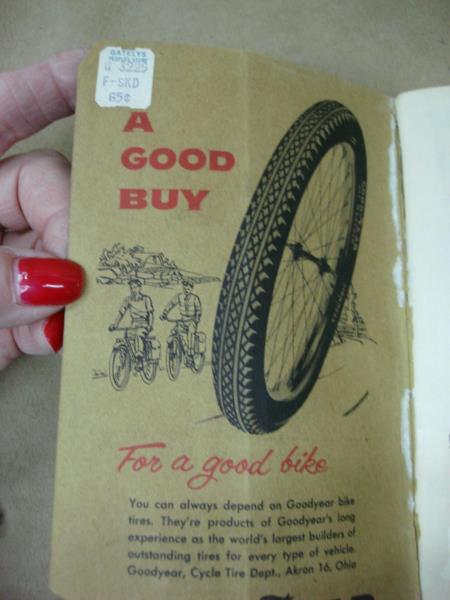 GATELYS
3225
F-SKD
65¢
A
GOOD
BUY
For a good bike
You can always depend on Goodyear bike
tires. They're products of Goodyear's long
experience as the world's largest builders of
outstanding tires for every type of vehicle.
Goodyear, Cycle Tire Dept., Akron 16, Ohio